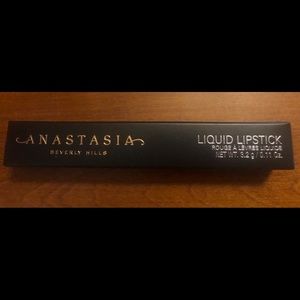 ANASTASIA
BEVERLY HILLS
LIQUID LIPSTICK
ROUGE À LÈVRES LIQUIDE
NET WT. 3.2 g / 0.11 Oz.